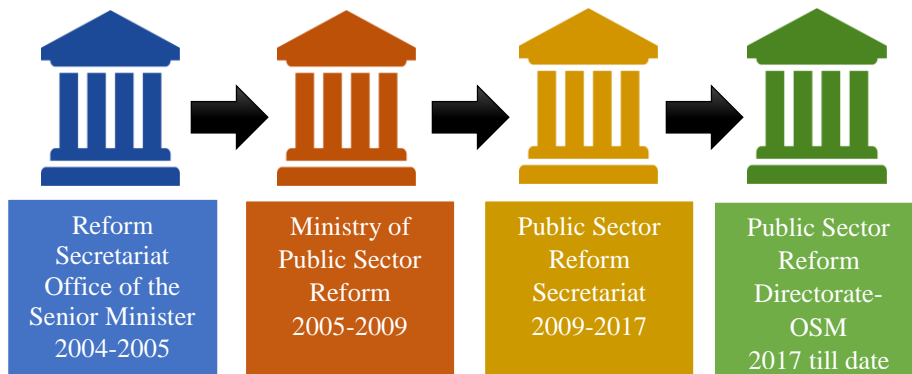 Reform
Secretariat
Office of the
Senior Minister
2004-2005
Ministry of
Public Sector
Reform
2005-2009
Public Sector
Reform
Secretariat
2009-2017
Public Sector
Reform
Directorate-
OSM
2017 till date